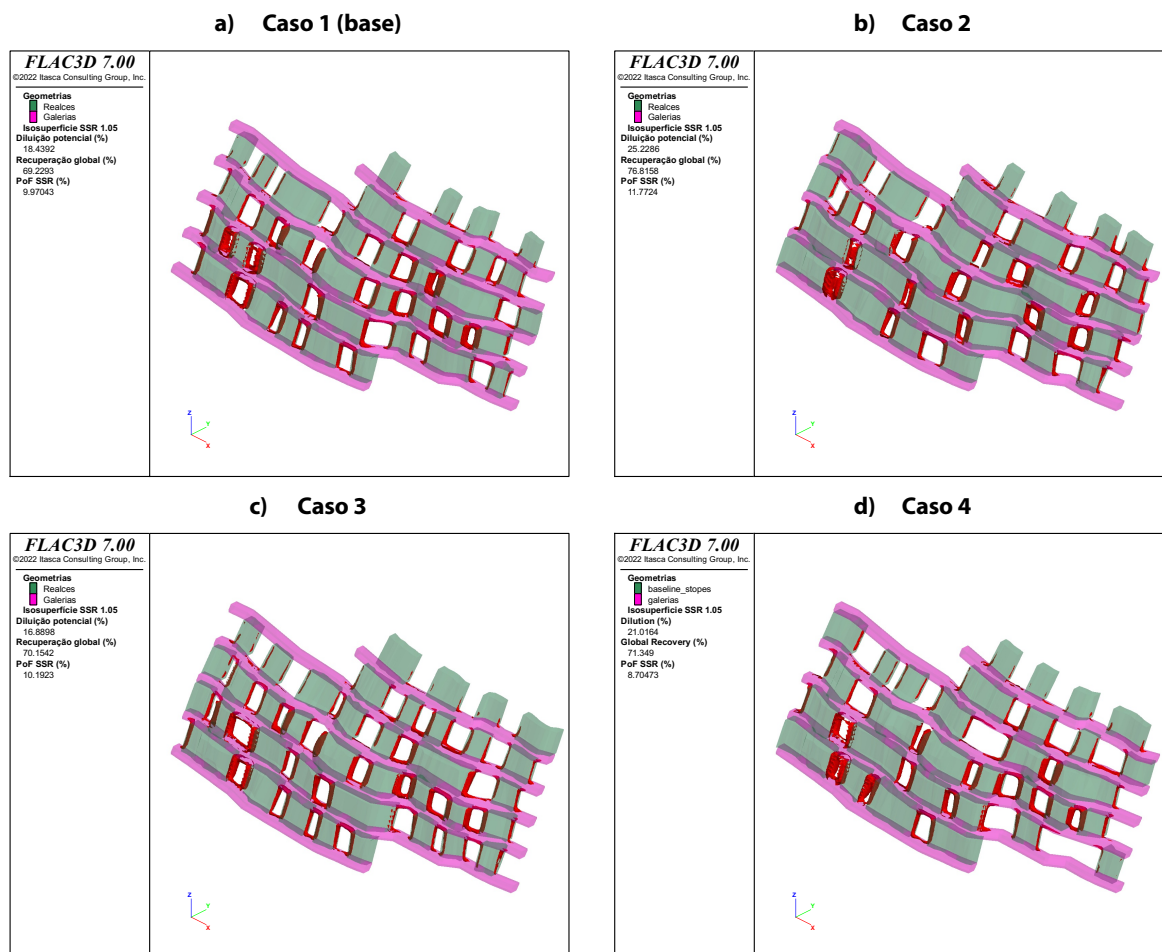 a) Caso 1 (base)
FLAC3D 7.00
©2022 Itasca Consulting Group, Inc.
Geometrias
Realces
Galerias
Isosuperfície SSR 1.05
Diluição potencial (%)
18.4392
Recuperação global (%)
69.2293
PoF SSR (%)
9.97043
Z
Y
X
b) Caso 2
FLAC3D 7.00
©2022 Itasca Consulting Group, Inc.
Geometrias
Realces
Galerias
Isosuperfície SSR 1.05
Diluição potencial (%)
25.2286
Recuperação global (%)
76.8158
PoF SSR (%)
11.7724
Z
Y
X
c) Caso 3
FLAC3D 7.00
©2022 Itasca Consulting Group, Inc.
Geometrias
Realces
Galerias
Isosuperfície SSR 1.05
Diluição potencial (%)
16.8898
Recuperação global (%)
70.1542
PoF SSR (%)
10.1923
Z
Y
X
d) Caso 4
FLAC3D 7.00
©2022 Itasca Consulting Group, Inc.
Geometrias
baseline_stopes
galerias
Isosuperfície SSR 1.05
Dilution (%)
21.0164
Global Recovery (%)
71.349
PoF SSR (%)
8.70473
Z
Y
X